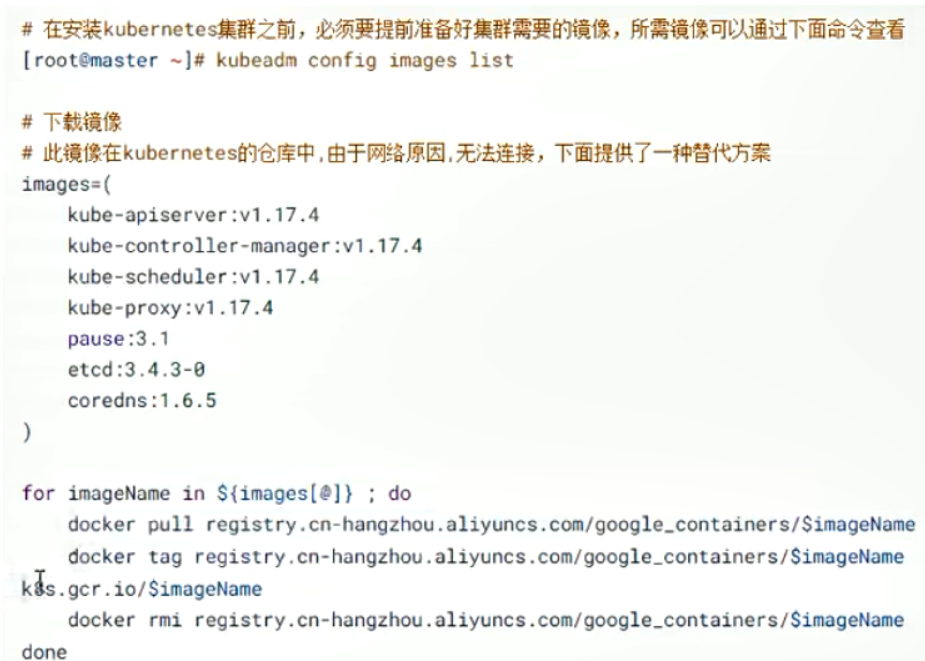 # 在安装kubernetes集群之前，必须要提前准备好集群需要的镜像，所需镜像可以通过下面命令查看
[root@master ~]# kubeadm config images list
# 下载镜像
# 此镜像在kubernetes的仓库中,由于网络原因,无法连接，下面提供了一种替代方案
images=(
    kube-apiserver:v1.17.4
    kube-controller-manager:v1.17.4
    kube-scheduler:v1.17.4
    kube-proxy:v1.17.4
    pause:3.1
    etcd:3.4.3-0
    coredns:1.6.5
)
for imageName in ${images[@]} ; do
    docker pull registry.cn-hangzhou.aliyuncs.com/google_containers/$imageName
    docker tag registry.cn-hangzhou.aliyuncs.com/google_containers/$imageName
k8s.gcr.io/$imageName
    docker rmi registry.cn-hangzhou.aliyuncs.com/google_containers/$imageName
done